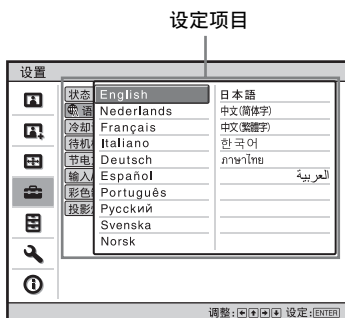 设定项目
设置
状态
语
冷却
待机
节电
输入
彩色
投影
English
Nederlands
Français
Italiano
Deutsch
Español
Português
Русский
Svenska
Norsk
日本語
中文(简体字)
中文(繁體字)
한국어
ภาษาไทย
العربية
调整: 设定:ENTER